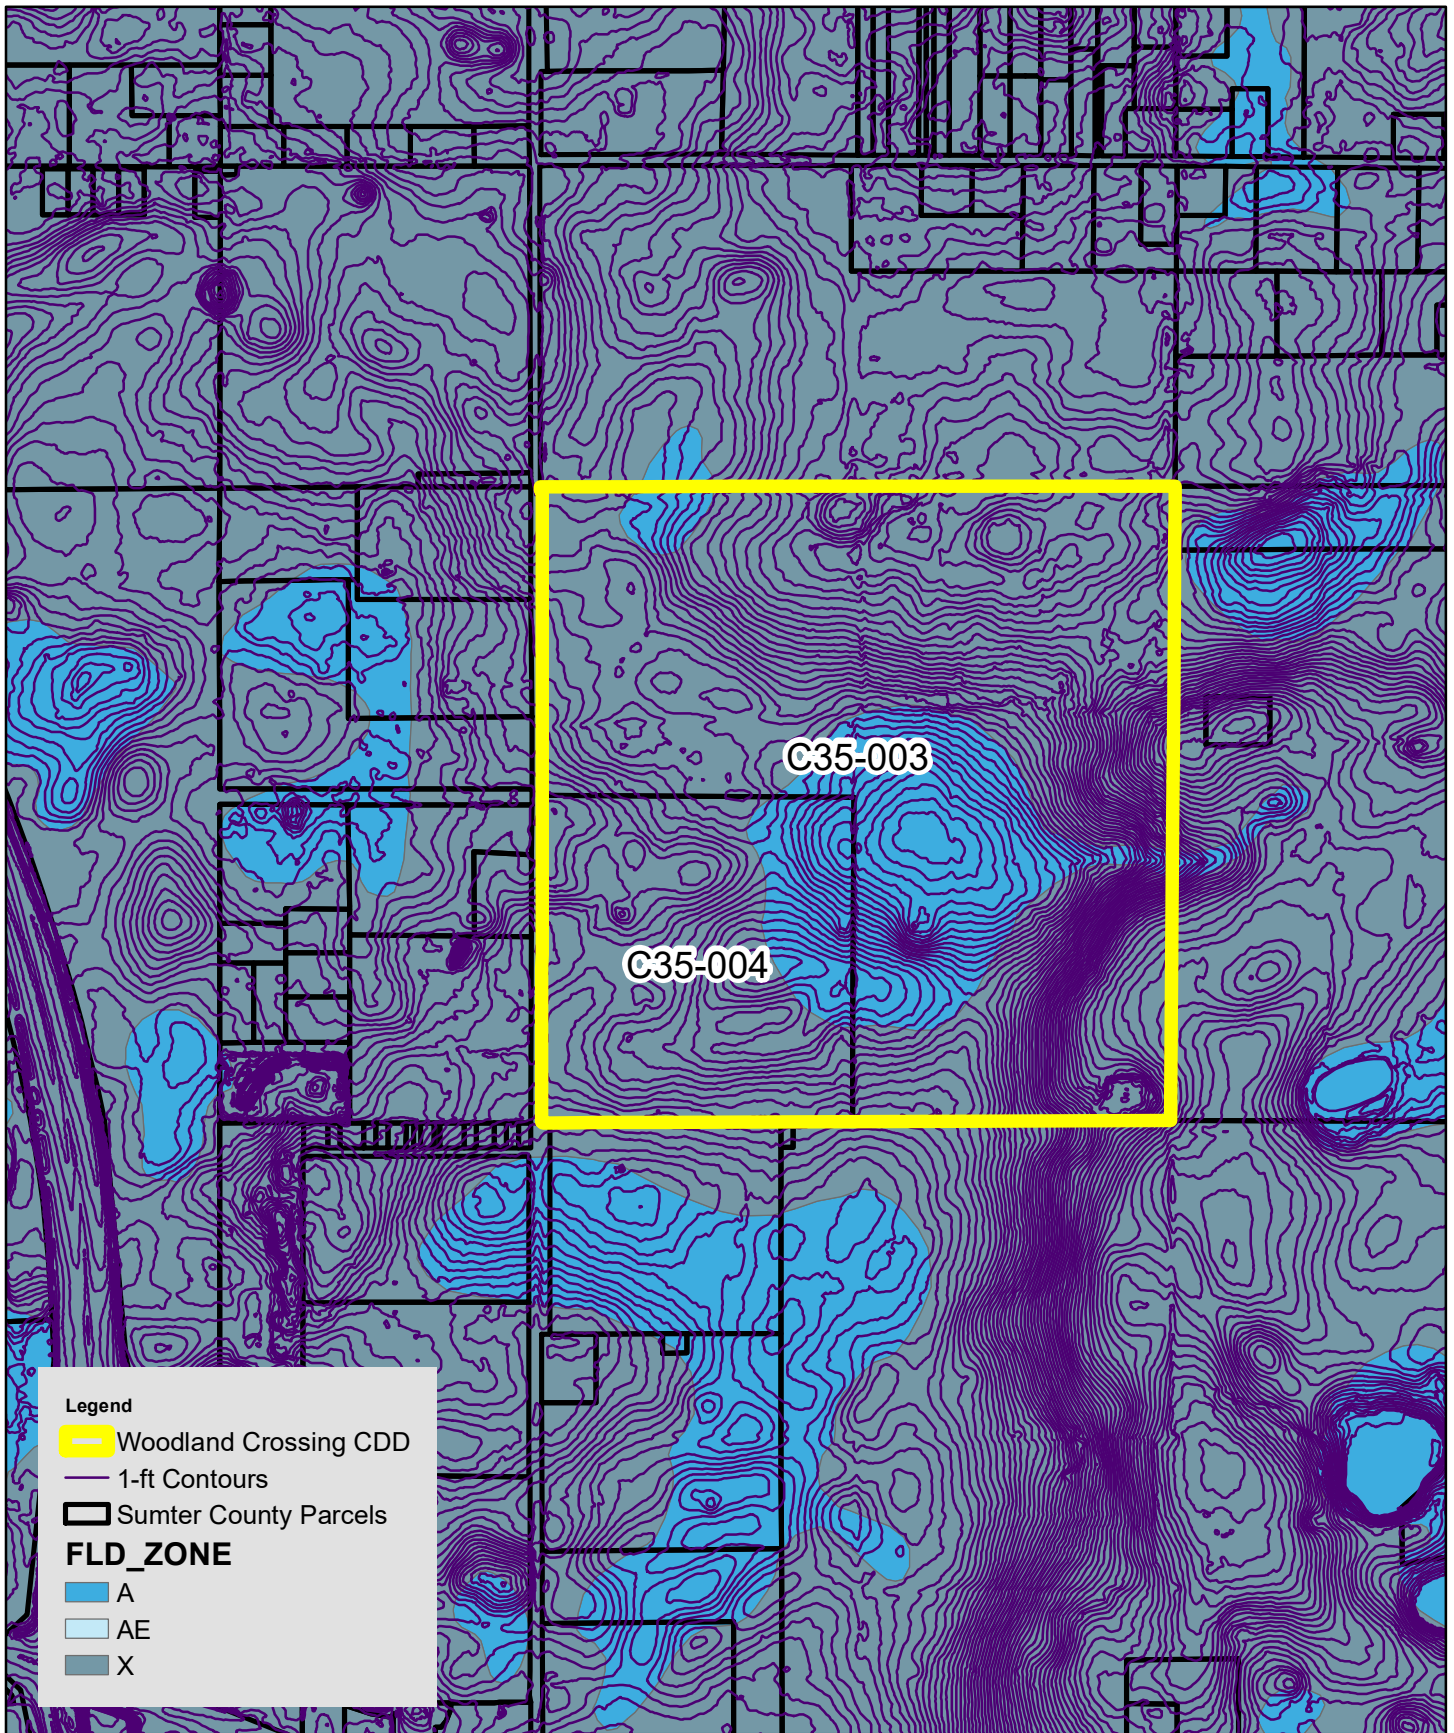 C35-003
C35-004
Legend
Woodland Crossing CDD
1-ft Contours
Sumter County Parcels
FLD_ZONE
A
AE
X